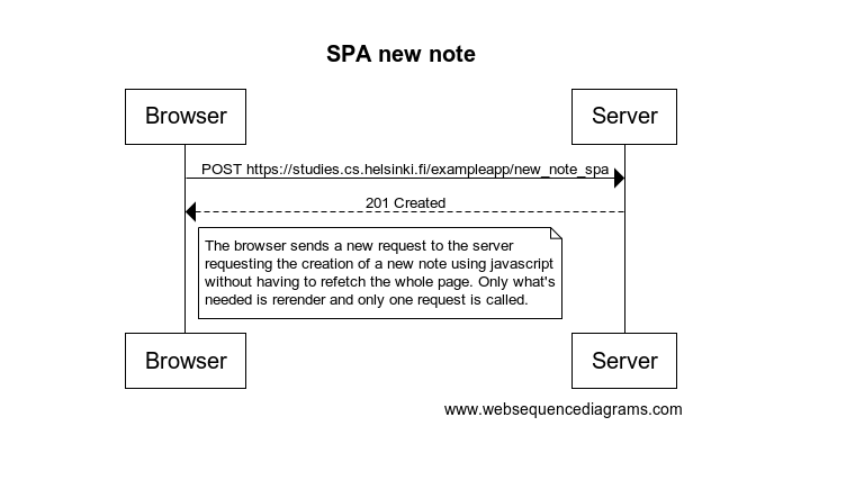 SPA new note
Browser
Server
POST https://studies.cs.helsinki.fi/exampleapp/new_note_spa
201 Created
The browser sends a new request to the server
requesting the creation of a new note using javascript
without having to refetch the whole page. Only what's
needed is rerender and only one request is called.
Browser
Server
www.websequencediagrams.com